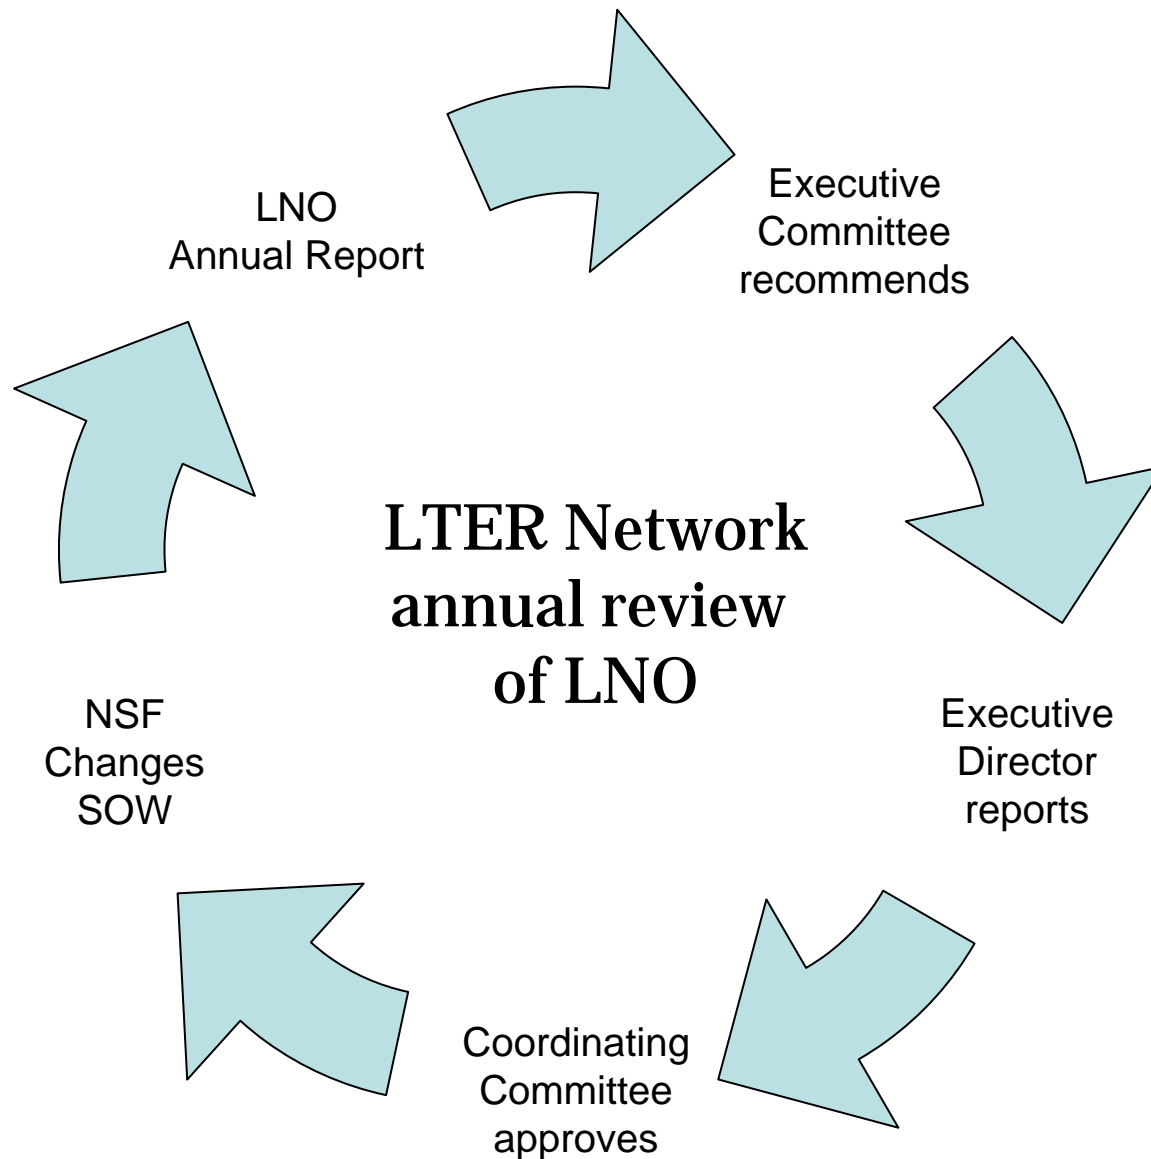 LNO
Annual Report
Executive
Committee
recommends
LTER Network
annual review
of LNO
NSF
Changes
SOW
Executive
Director
reports
Coordinating
Committee
approves